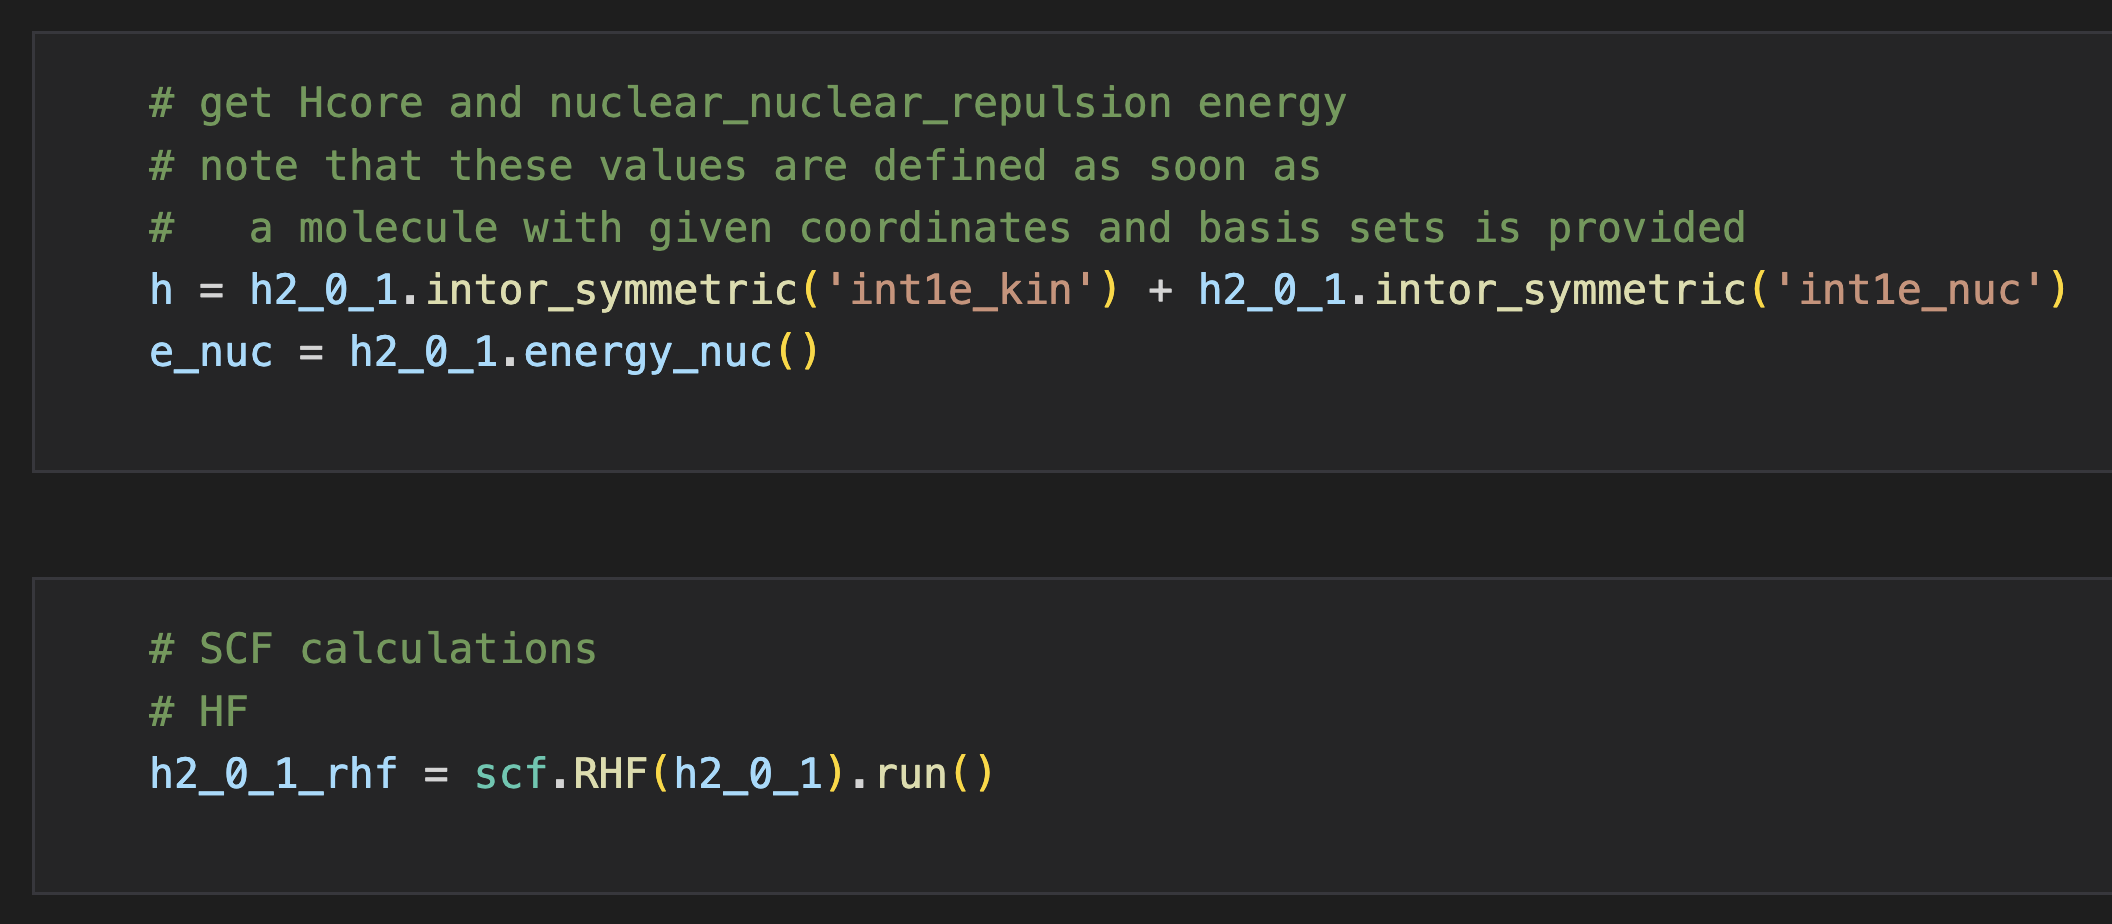 # get Hcore and nuclear_nuclear_repulsion energy
# note that these values are defined as soon as
#   a molecule with given coordinates and basis sets is provided
h = h2_0_1.intor_symmetric('int1e_kin') + h2_0_1.intor_symmetric('int1e_nuc')
e_nuc = h2_0_1.energy_nuc()
# SCF calculations
# HF
h2_0_1_rhf = scf.RHF(h2_0_1).run()